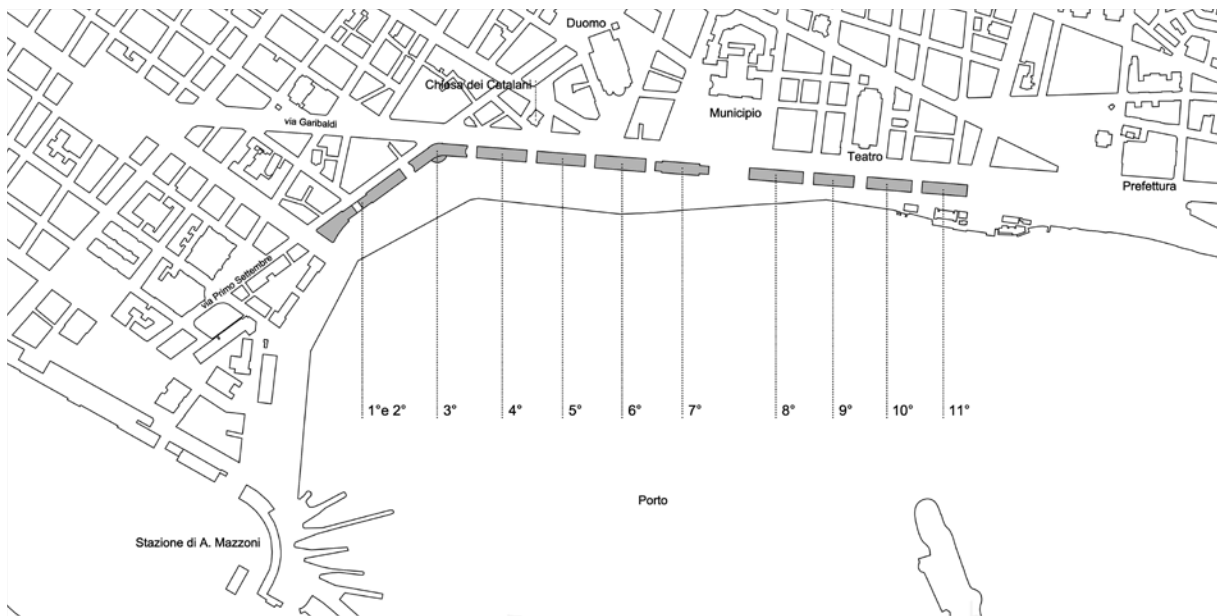 Duomo
Chiesa dei Catalani
Municipio
via Garibaldi
Teatro
Prefettura
via Primo Settembre
1°e 2°
3°
4°
5°
6°
7°
8°
9°
10°
11°
Porto
Stazione di A. Mazzoni